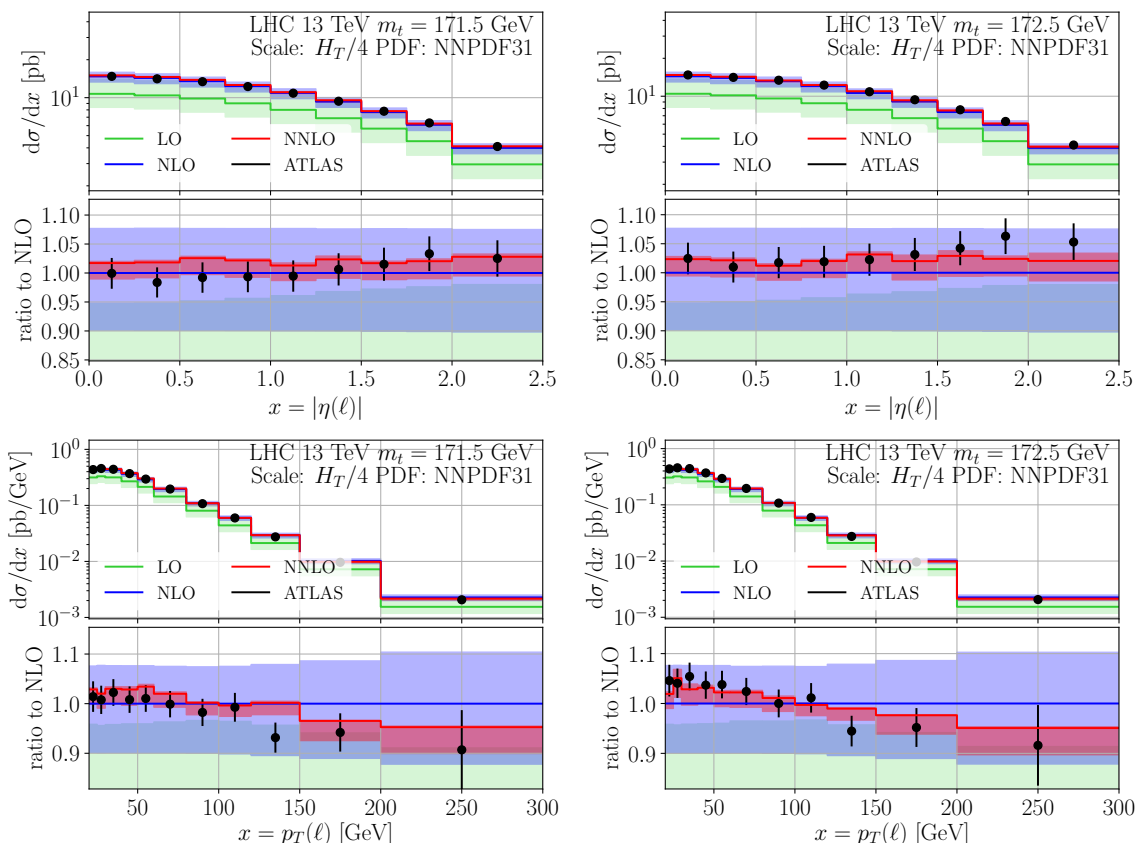 LHC 13 TeV m_t = 171.5 GeV
Scale: H_T/4 PDF: NNPDF31
dσ/dx [pb]
10^1
LO
NNLO
NLO
ATLAS
ratio to NLO
1.10
1.05
1.00
0.95
0.90
0.85
0.0 0.5 1.0 1.5 2.0 2.5
x = |η(ℓ)|
LHC 13 TeV m_t = 172.5 GeV
Scale: H_T/4 PDF: NNPDF31
dσ/dx [pb]
10^1
LO
NNLO
NLO
ATLAS
ratio to NLO
1.10
1.05
1.00
0.95
0.90
0.85
0.0 0.5 1.0 1.5 2.0 2.5
x = |η(ℓ)|
LHC 13 TeV m_t = 171.5 GeV
Scale: H_T/4 PDF: NNPDF31
dσ/dx [pb/GeV]
10^0
10^−1
10^−2
10^−3
LO
NNLO
NLO
ATLAS
ratio to NLO
1.1
1.0
0.9
50 100 150 200 250 300
x = p_T(ℓ) [GeV]
LHC 13 TeV m_t = 172.5 GeV
Scale: H_T/4 PDF: NNPDF31
dσ/dx [pb/GeV]
10^0
10^−1
10^−2
10^−3
LO
NNLO
NLO
ATLAS
ratio to NLO
1.1
1.0
0.9
50 100 150 200 250 300
x = p_T(ℓ) [GeV]